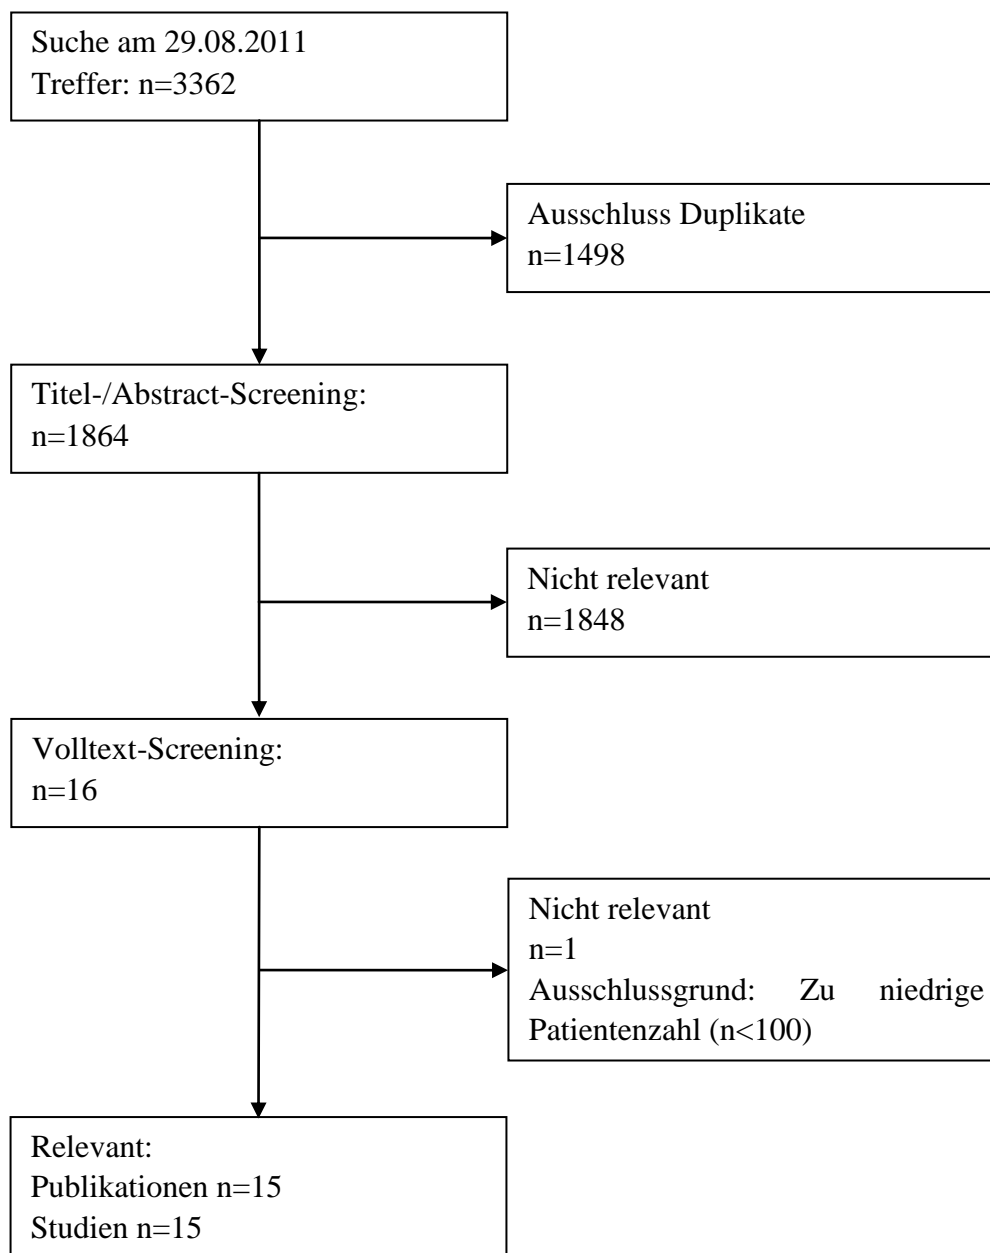 Suche am 29.08.2011
Treffer: n=3362
Ausschluss Duplikate
n=1498
Titel-/Abstract-Screening:
n=1864
Nicht relevant
n=1848
Volltext-Screening:
n=16
Nicht relevant
n=1
Ausschlussgrund: Zu niedrige
Patientenzahl (n<100)
Relevant:
Publikationen n=15
Studien n=15